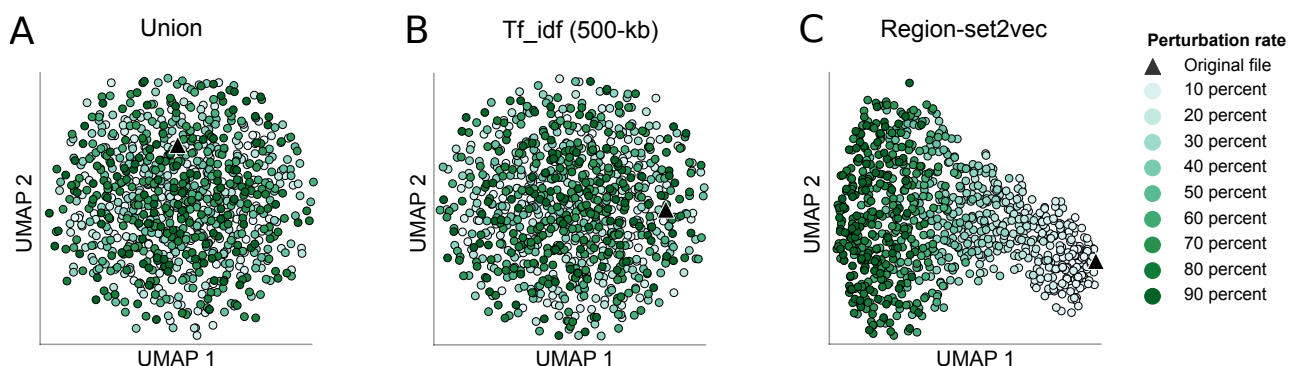 A
Union
UMAP 2
UMAP 1
B
Tf_idf (500-kb)
UMAP 2
UMAP 1
C
Region-set2vec
UMAP 2
UMAP 1
Perturbation rate
Original file
10 percent
20 percent
30 percent
40 percent
50 percent
60 percent
70 percent
80 percent
90 percent